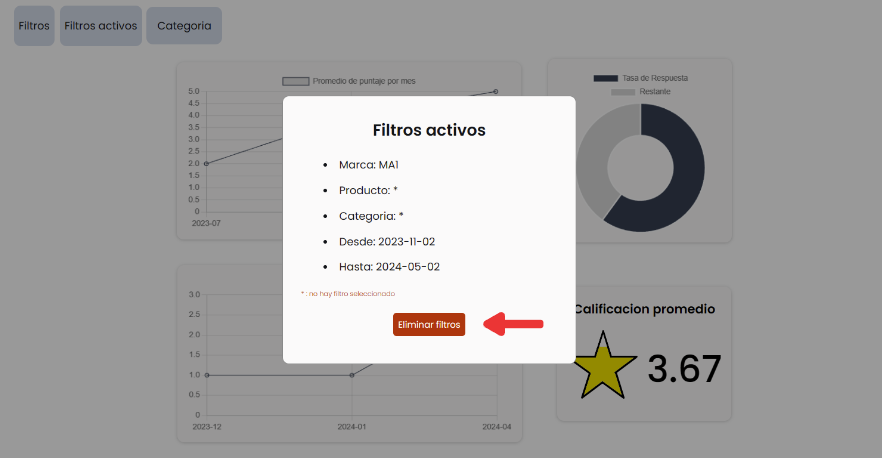 Filtros
Filtros activos
Categoria
Promedio de puntaje por mes
5.0
4.5
4.0
3.5
3.0
2.5
2.0
1.5
1.0
0.5
0
2023-07
Tasa de Respuesta
Restante
Filtros activos
Marca: MA1
Producto: *
Categoria: *
Desde: 2023-11-02
Hasta: 2024-05-02
* : no hay filtro seleccionado
Eliminar filtros
3.0
2.5
2.0
1.5
1.0
0.5
0
2023-12
2024-01
2024-04
Calificacion promedio
3.67